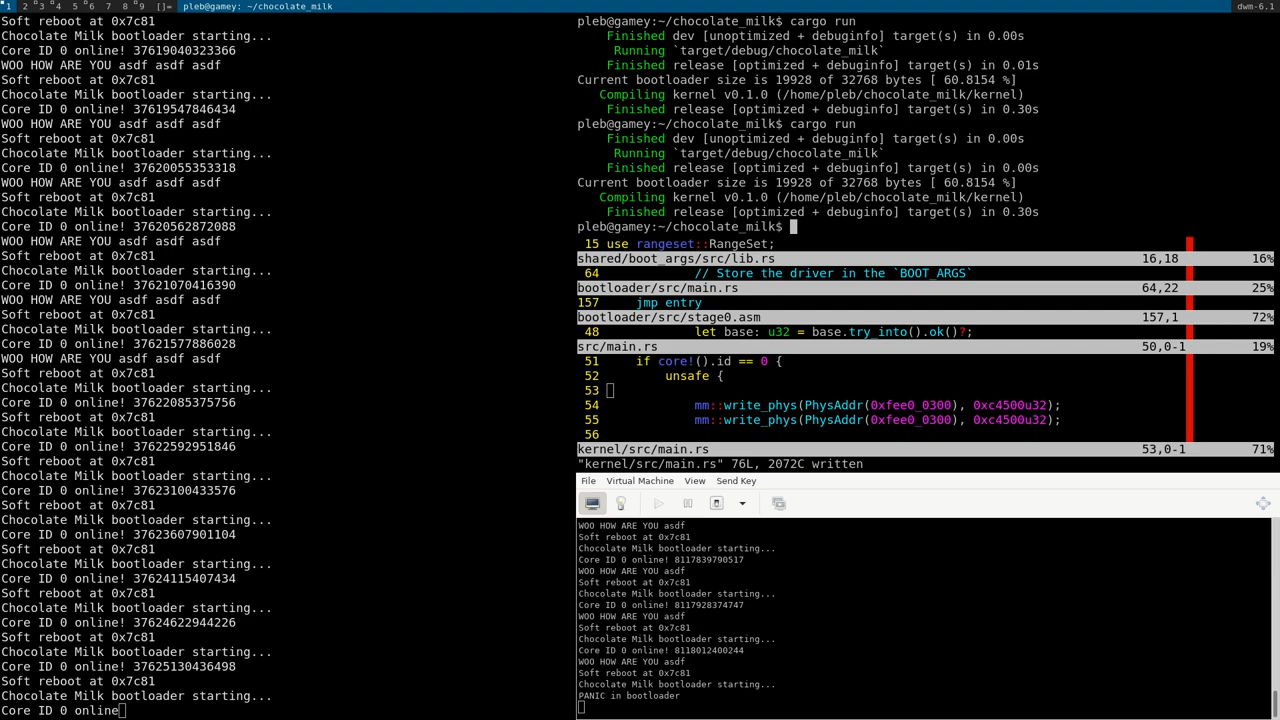 1 2 3 4 5 6 7 8 9 []= pleb@gamey: ~/chocolate_milk dwm-6.1
Soft reboot at 0x7c81
Chocolate Milk bootloader starting...
Core ID 0 online! 37619040323366
WOO HOW ARE YOU asdf asdf asdf
Soft reboot at 0x7c81
Chocolate Milk bootloader starting...
Core ID 0 online! 37619547846434
WOO HOW ARE YOU asdf asdf asdf
Soft reboot at 0x7c81
Chocolate Milk bootloader starting...
Core ID 0 online! 37620055353318
WOO HOW ARE YOU asdf asdf asdf
Soft reboot at 0x7c81
Chocolate Milk bootloader starting...
Core ID 0 online! 37620562872088
WOO HOW ARE YOU asdf asdf asdf
Soft reboot at 0x7c81
Chocolate Milk bootloader starting...
Core ID 0 online! 37621070416390
WOO HOW ARE YOU asdf asdf asdf
Soft reboot at 0x7c81
Chocolate Milk bootloader starting...
Core ID 0 online! 37621577886028
WOO HOW ARE YOU asdf asdf asdf
Soft reboot at 0x7c81
Chocolate Milk bootloader starting...
Core ID 0 online! 37622085375756
Soft reboot at 0x7c81
Chocolate Milk bootloader starting...
Core ID 0 online! 37622592951846
Soft reboot at 0x7c81
Chocolate Milk bootloader starting...
Core ID 0 online! 37623100433576
Soft reboot at 0x7c81
Chocolate Milk bootloader starting...
Core ID 0 online! 37623607901104
Soft reboot at 0x7c81
Chocolate Milk bootloader starting...
Core ID 0 online! 37624115407434
Soft reboot at 0x7c81
Chocolate Milk bootloader starting...
Core ID 0 online! 37624622944226
Soft reboot at 0x7c81
Chocolate Milk bootloader starting...
Core ID 0 online! 37625130436498
Soft reboot at 0x7c81
Chocolate Milk bootloader starting...
Core ID 0 online
pleb@gamey:~/chocolate_milk$ cargo run
Finished dev [unoptimized + debuginfo] target(s) in 0.00s
Running `target/debug/chocolate_milk`
Finished release [optimized + debuginfo] target(s) in 0.01s
Current bootloader size is 19928 of 32768 bytes [ 60.8154 %]
Compiling kernel v0.1.0 (/home/pleb/chocolate_milk/kernel)
Finished release [optimized + debuginfo] target(s) in 0.30s
pleb@gamey:~/chocolate_milk$ cargo run
Finished dev [unoptimized + debuginfo] target(s) in 0.00s
Running `target/debug/chocolate_milk`
Finished release [optimized + debuginfo] target(s) in 0.00s
Current bootloader size is 19928 of 32768 bytes [ 60.8154 %]
Compiling kernel v0.1.0 (/home/pleb/chocolate_milk/kernel)
Finished release [optimized + debuginfo] target(s) in 0.30s
pleb@gamey:~/chocolate_milk$
15 use rangeset::RangeSet;
shared/boot_args/src/lib.rs 16,18 16%
64 // Store the driver in the `BOOT_ARGS`
bootloader/src/main.rs 64,22 25%
157 jmp entry
bootloader/src/stage0.asm 157,1 72%
48 let base: u32 = base.try_into().ok()?;
src/main.rs 50,0-1 19%
51 if core!().id == 0 {
52 unsafe {
53
54 mm::write_phys(PhysAddr(0xfee0_0300), 0xc4500u32);
55 mm::write_phys(PhysAddr(0xfee0_0300), 0xc4500u32);
56
kernel/src/main.rs 53,0-1 71%
"kernel/src/main.rs" 76L, 2072C written
File Virtual Machine View Send Key
WOO HOW ARE YOU asdf
Soft reboot at 0x7c81
Chocolate Milk bootloader starting...
Core ID 0 online! 8117839790517
WOO HOW ARE YOU asdf
Soft reboot at 0x7c81
Chocolate Milk bootloader starting...
Core ID 0 online! 8117928374747
WOO HOW ARE YOU asdf
Soft reboot at 0x7c81
Chocolate Milk bootloader starting...
Core ID 0 online! 8118012400244
WOO HOW ARE YOU asdf
Soft reboot at 0x7c81
Chocolate Milk bootloader starting...
PANIC in bootloader